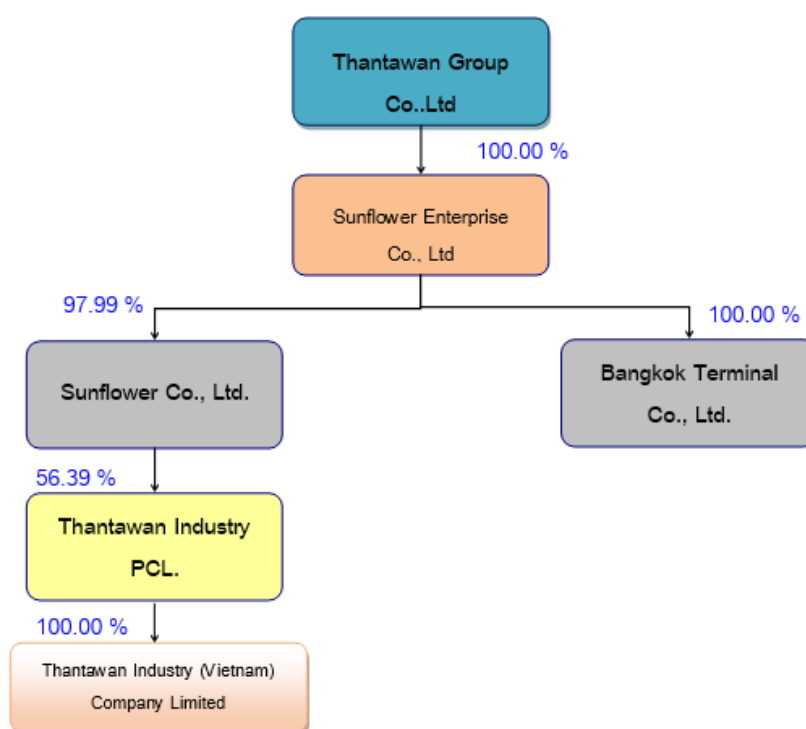 Thantawan Group
Co..Ltd
100.00 %
Sunflower Enterprise
Co., Ltd
97.99 %
100.00 %
Sunflower Co., Ltd.
Bangkok Terminal
Co., Ltd.
56.39 %
Thantawan Industry
PCL.
100.00 %
Thantawan Industry (Vietnam)
Company Limited